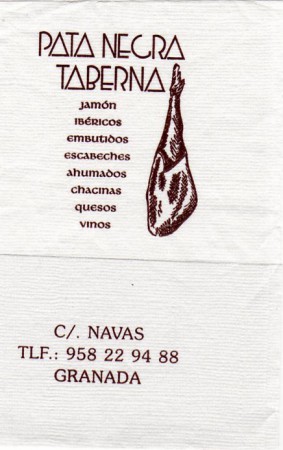 PATA NEGRA
TABERNA
jamón
ibéricos
embutidos
escabeches
ahumados
chacinas
quesos
vinos
C/. NAVAS
TLF.: 958 22 94 88
GRANADA